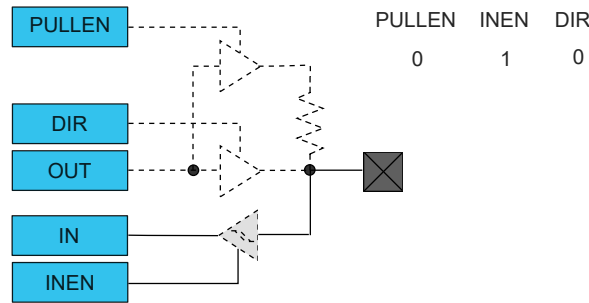 PULLEN
DIR
OUT
IN
INEN
PULLEN INEN DIR
0 1 0